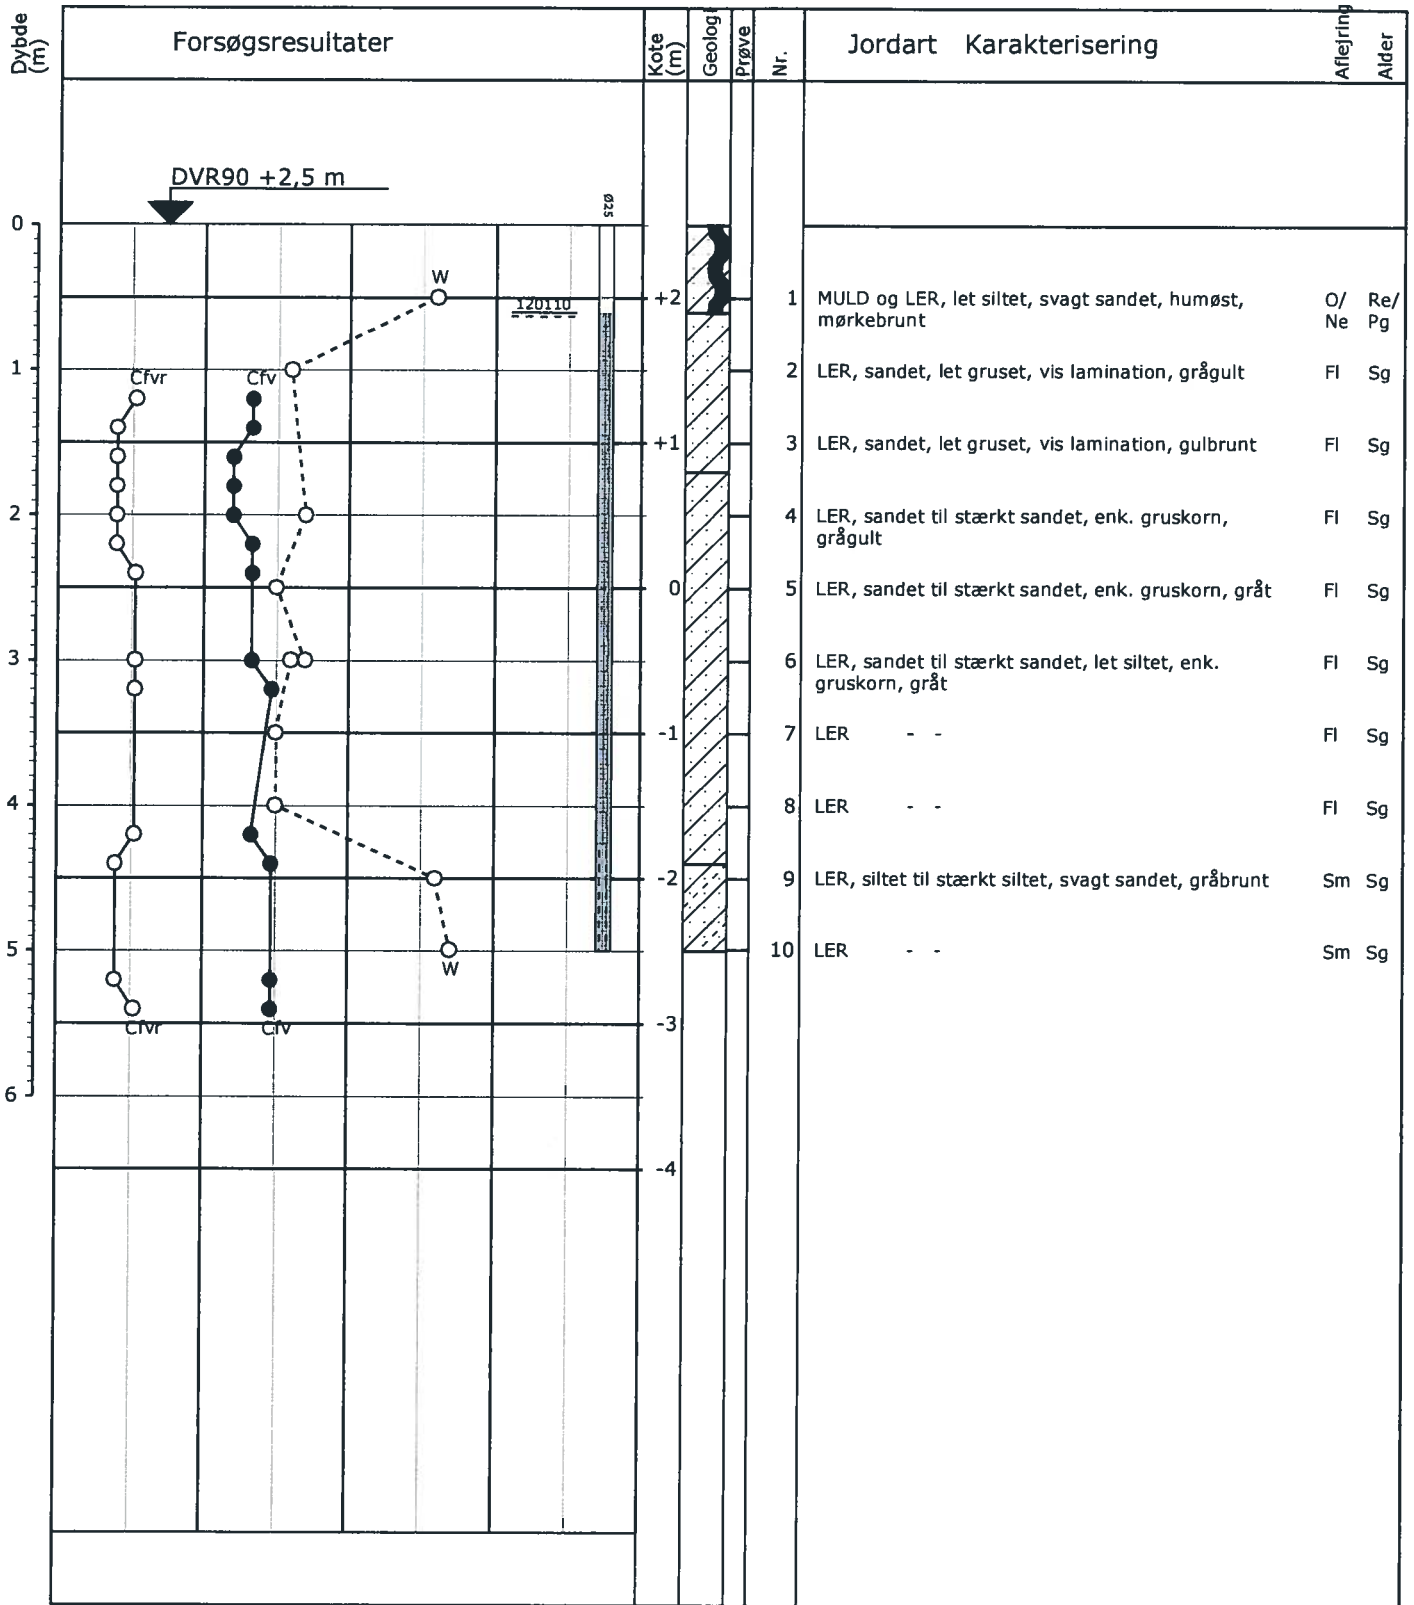 Dybde (m)
Forsøgsresultater
Kote (m)
Geologi
Prøve
Nr.
Jordart Karakterisering
Aflejring
Alder
DVR90 +2,5 m
Ø25
0
W
120110
+2
1 MULD og LER, let siltet, svagt sandet, humøst, O/ Re/
mørkebrunt Ne Pg
1
Cfvr
Cfv
2 LER, sandet, let gruset, vis lamination, grågult Fl Sg
+1
3 LER, sandet, let gruset, vis lamination, gulbrunt Fl Sg
2
4 LER, sandet til stærkt sandet, enk. gruskorn, Fl Sg
grågult
0
5 LER, sandet til stærkt sandet, enk. gruskorn, gråt Fl Sg
3
6 LER, sandet til stærkt sandet, let siltet, enk. Fl Sg
gruskorn, gråt
-1
7 LER - - Fl Sg
4
8 LER - - Fl Sg
-2
9 LER, siltet til stærkt siltet, svagt sandet, gråbrunt Sm Sg
5
W
10 LER - - Sm Sg
Cfvr
Cfv
-3
6
-4